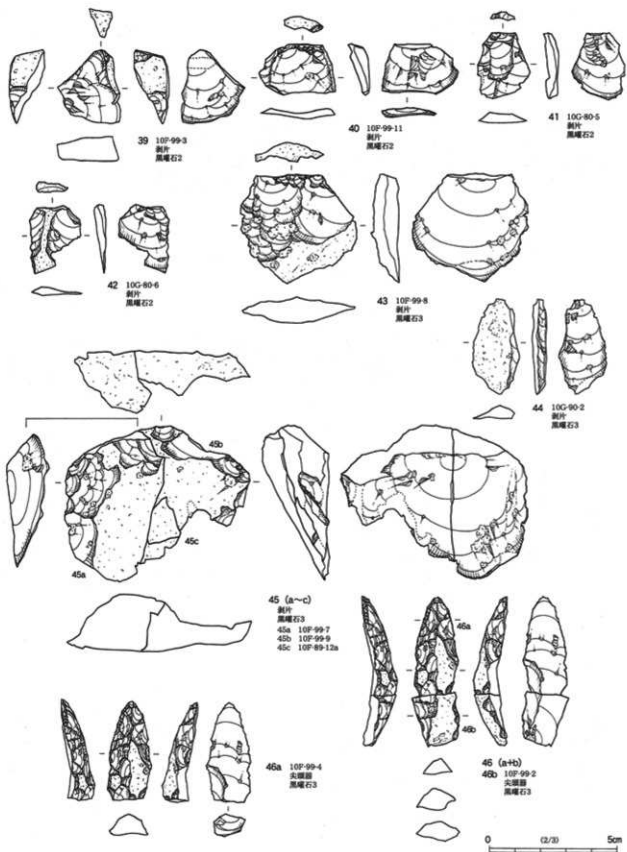 39 10F-99-3
剥片
黒曜石2
40 10F-99-11
剥片
黒曜石2
41 10G-80-5
剥片
黒曜石2
42 10G-80-6
剥片
黒曜石2
43 10F-99-8
剥片
黒曜石3
44 10G-90-2
剥片
黒曜石3
45b
45c
45a
45 (a~c)
剥片
黒曜石3
45a 10F-99-7
45b 10F-99-9
45c 10F-89-12a
46a
46b
46a 10F-99-4
尖頭器
黒曜石3
46 (a+b)
46b 10F-99-2
尖頭器
黒曜石3
0 (2/3) 5cm